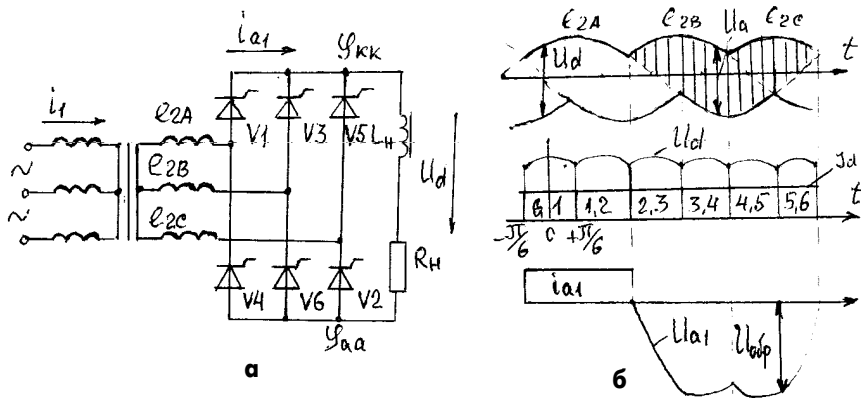 i₁
e2A
e2B
e2C
~
~
ia1
φкк
V1
V3
V5
Lн
Ud
Rн
V4
V6
V2
φаа
а
e2A
e2B
Ua
e2C
t
Ud
Ud
Jd
6 1
1,2
2,3
3,4
4,5
5,6
-π/6
0
+π/6
t
ia1
Ua1
Uобр
б